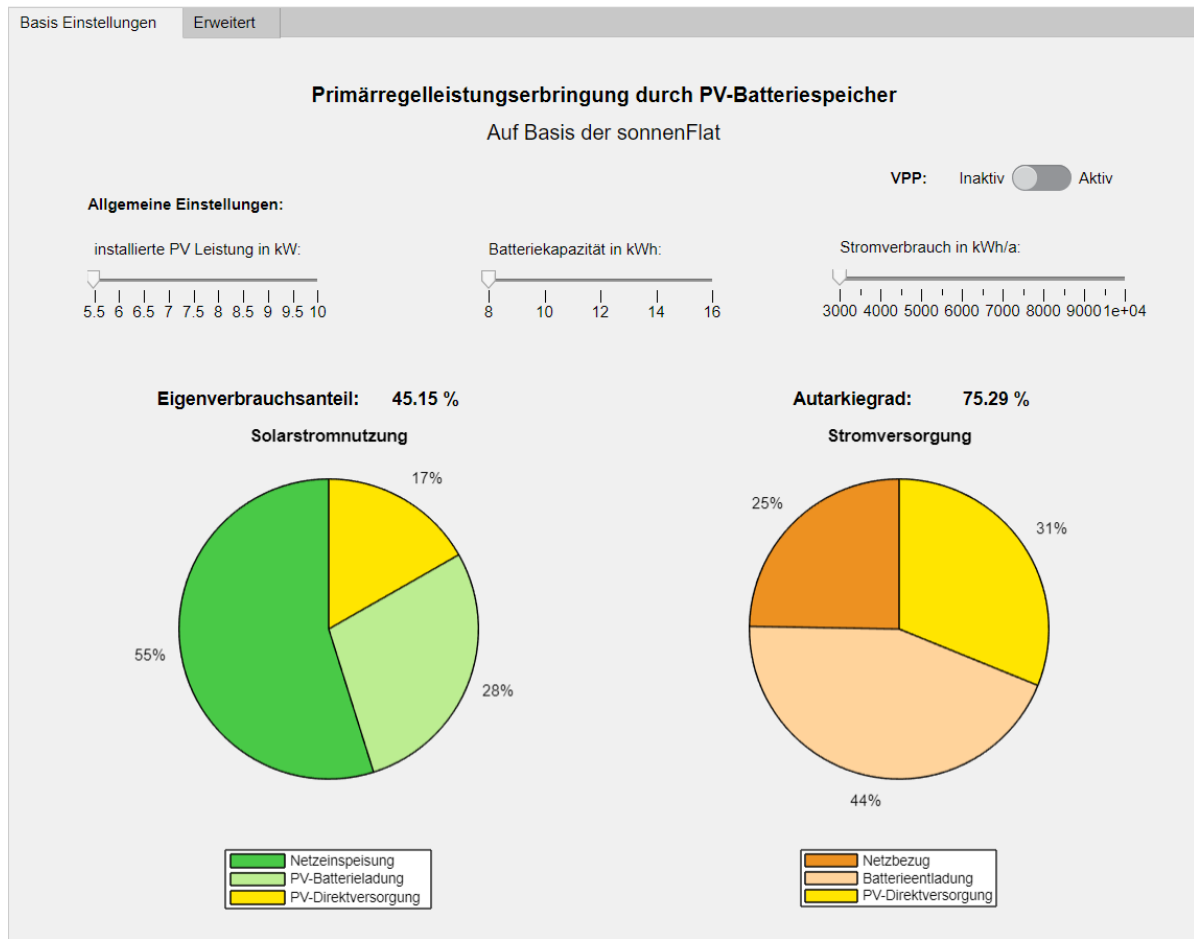 Basis Einstellungen Erweitert
Primärregelleistungserbringung durch PV-Batteriespeicher
Auf Basis der sonnenFlat
VPP: Inaktiv Aktiv
Allgemeine Einstellungen:
installierte PV Leistung in kW:
5.5 6 6.5 7 7.5 8 8.5 9 9.5 10
Batteriekapazität in kWh:
8 10 12 14 16
Stromverbrauch in kWh/a:
3000 4000 5000 6000 7000 8000 9000 1e+04
Eigenverbrauchsanteil: 45.15 %
Solarstromnutzung
17%
55%
28%
Netzeinspeisung
PV-Batterieladung
PV-Direktversorgung
Autarkiegrad: 75.29 %
Stromversorgung
25%
31%
44%
Netzbezug
Batterieentladung
PV-Direktversorgung